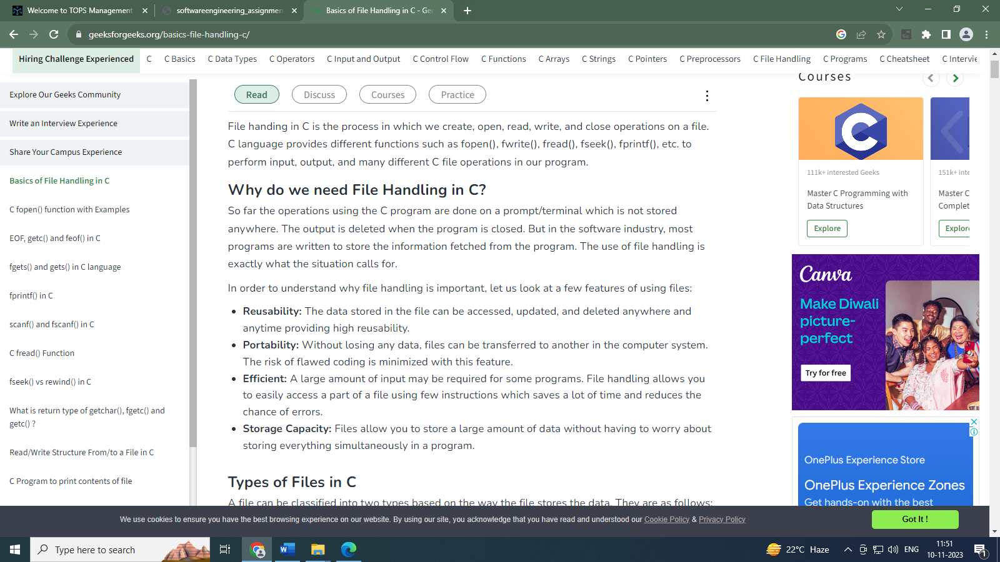 Welcome to TOPS Management
softwareengineering_assignmen
Basics of File Handling in C - Gee
geeksforgeeks.org/basics-file-handling-c/
Hiring Challenge Experienced C C Basics C Data Types C Operators C Input and Output C Control Flow C Functions C Arrays C Strings C Pointers C Preprocessors C File Handling C Programs C Cheatsheet C Intervie
Explore Our Geeks Community
Write an Interview Experience
Share Your Campus Experience
Basics of File Handling in C
C fopen() function with Examples
EOF, getc() and feof() in C
fgets() and gets() in C language
fprintf() in C
scanf() and fscanf() in C
C fread() Function
fseek() vs rewind() in C
What is return type of getchar(), fgetc() and
getc() ?
Read/Write Structure From/to a File in C
C Program to print contents of file
Read Discuss Courses Practice
File handing in C is the process in which we create, open, read, write, and close operations on a file.
C language provides different functions such as fopen(), fwrite(), fread(), fseek(), fprintf(), etc. to
perform input, output, and many different C file operations in our program.
Why do we need File Handling in C?
So far the operations using the C program are done on a prompt/terminal which is not stored
anywhere. The output is deleted when the program is closed. But in the software industry, most
programs are written to store the information fetched from the program. The use of file handling is
exactly what the situation calls for.
In order to understand why file handling is important, let us look at a few features of using files:
• Reusability: The data stored in the file can be accessed, updated, and deleted anywhere and
anytime providing high reusability.
• Portability: Without losing any data, files can be transferred to another in the computer system.
The risk of flawed coding is minimized with this feature.
• Efficient: A large amount of input may be required for some programs. File handling allows you
to easily access a part of a file using few instructions which saves a lot of time and reduces the
chance of errors.
• Storage Capacity: Files allow you to store a large amount of data without having to worry about
storing everything simultaneously in a program.
Types of Files in C
A file can be classified into two types based on the way the file stores the data. They are as follows:
Courses
C
111k+ interested Geeks
Master C Programming with
Data Structures
Explore
151k+ inte
Master C
Complet
Explore
Canva
Make Diwali
picture-
perfect
Try for free
OnePlus Experience Store
OnePlus Experience Zones
Get hands-on with the best
We use cookies to ensure you have the best browsing experience on our website. By using our site, you acknowledge that you have read and understood our Cookie Policy & Privacy Policy
Got It !
Type here to search
22°C Haze
ENG
11:51
10-11-2023
1